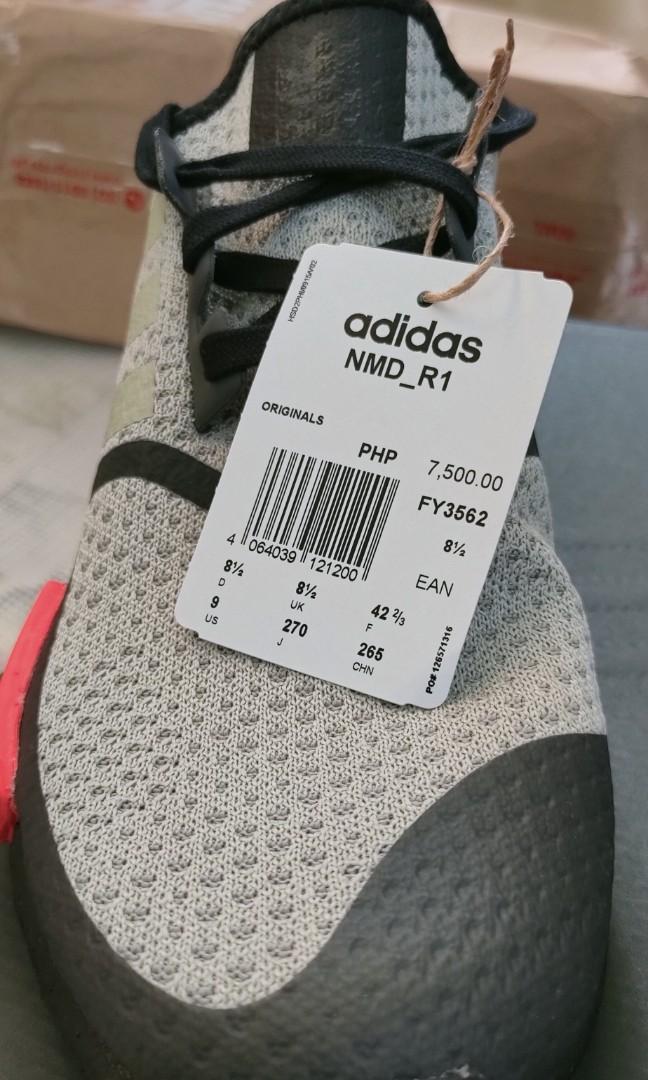 adidas
NMD_R1
ORIGINALS
PHP 7,500.00
FY3562
8½
4 064039 121200
EAN
8½ 8½ 42 ⅔
D UK F
9 270 265
US J CHN
PO# 126571316